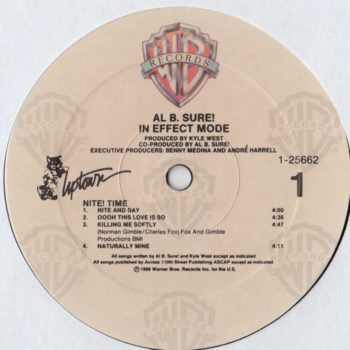 WB
RECORDS
AL B. SURE!
IN EFFECT MODE
PRODUCED BY KYLE WEST
CO-PRODUCED BY AL B. SURE!
EXECUTIVE PRODUCERS: BENNY MEDINA AND ANDRÉ HARRELL
1-25662
Uptown
1
NITE! TIME
1. NITE AND DAY 4:00
2. OOOH THIS LOVE IS SO 4:36
3. KILLING ME SOFTLY 4:47
(Norman Gimble/Charles Fox) Fox And Gimble
Productions BMI
4. NATURALLY MINE 4:11
All songs written by Al B. Sure! and Kyle West except as indicated
All songs published by Across 110th Street Publishing ASCAP except as indicated
℗ 1988 Warner Bros. Records Inc. for the U.S.